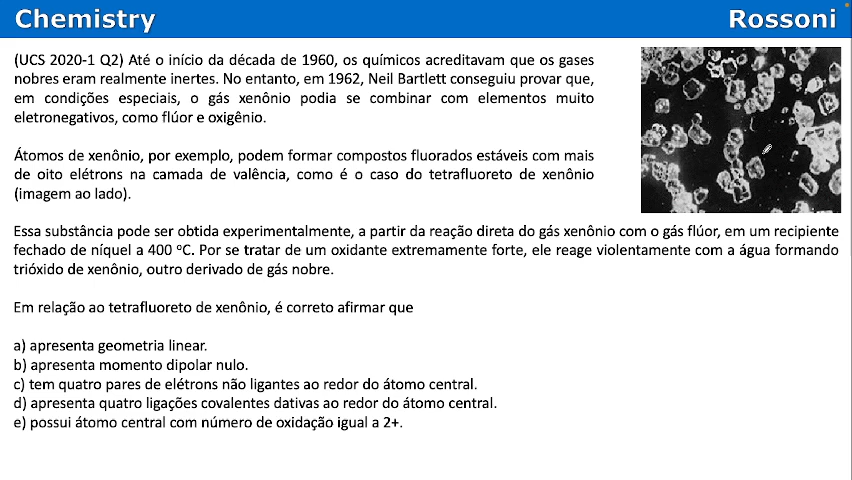 Chemistry
Rossoni
(UCS 2020-1 Q2) Até o início da década de 1960, os químicos acreditavam que os gases
nobres eram realmente inertes. No entanto, em 1962, Neil Bartlett conseguiu provar que,
em condições especiais, o gás xenônio podia se combinar com elementos muito
eletronegativos, como flúor e oxigênio.
Átomos de xenônio, por exemplo, podem formar compostos fluorados estáveis com mais
de oito elétrons na camada de valência, como é o caso do tetrafluoreto de xenônio
(imagem ao lado).
Essa substância pode ser obtida experimentalmente, a partir da reação direta do gás xenônio com o gás flúor, em um recipiente
fechado de níquel a 400 ºC. Por se tratar de um oxidante extremamente forte, ele reage violentamente com a água formando
trióxido de xenônio, outro derivado de gás nobre.
Em relação ao tetrafluoreto de xenônio, é correto afirmar que
a) apresenta geometria linear.
b) apresenta momento dipolar nulo.
c) tem quatro pares de elétrons não ligantes ao redor do átomo central.
d) apresenta quatro ligações covalentes dativas ao redor do átomo central.
e) possui átomo central com número de oxidação igual a 2+.